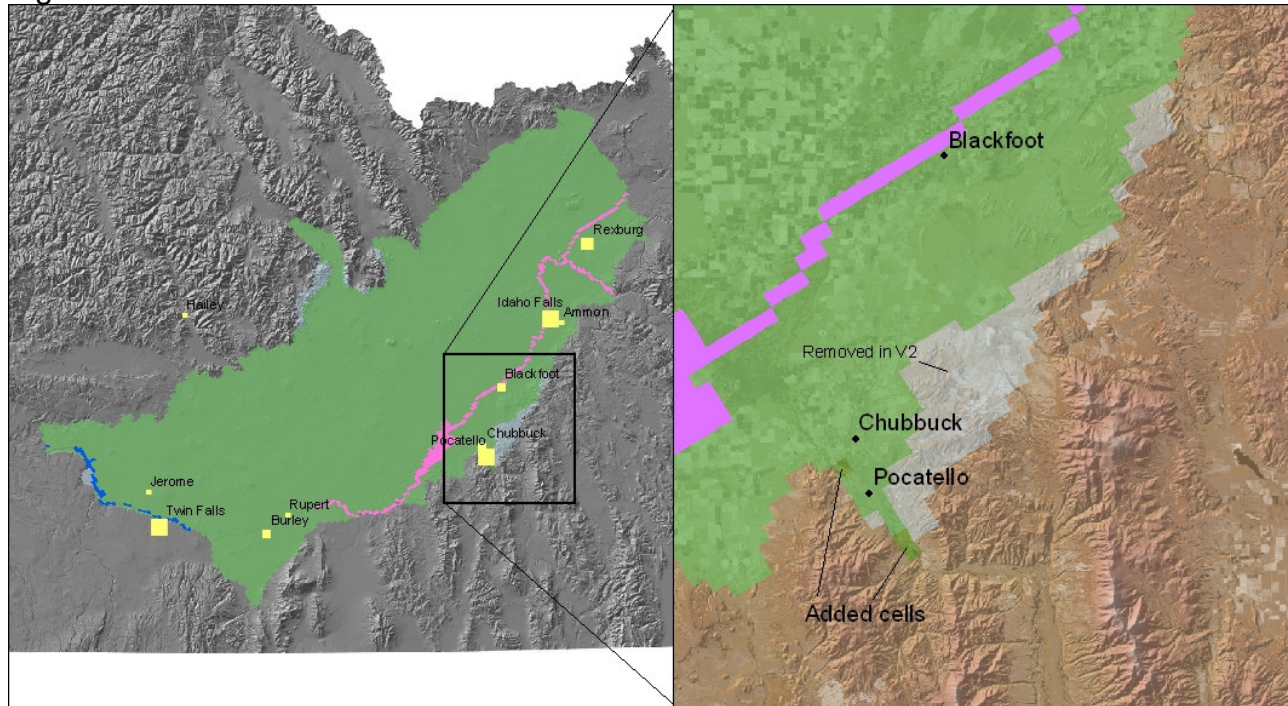 Rexburg
Hailey
Idaho Falls
Ammon
Blackfoot
Pocatello
Chubbuck
Jerome
Rupert
Twin Falls
Burley
Blackfoot
Removed in V2
Chubbuck
Pocatello
Added cells